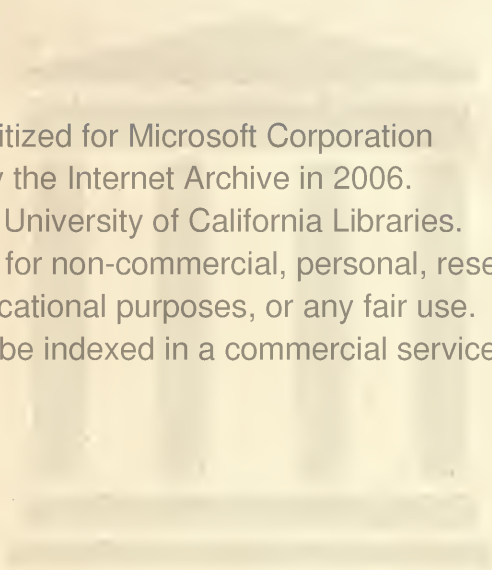 itized for Microsoft Corporation
the Internet Archive in 2006.
University of California Libraries.
for non-commercial, personal, rese
cational purposes, or any fair use.
be indexed in a commercial service